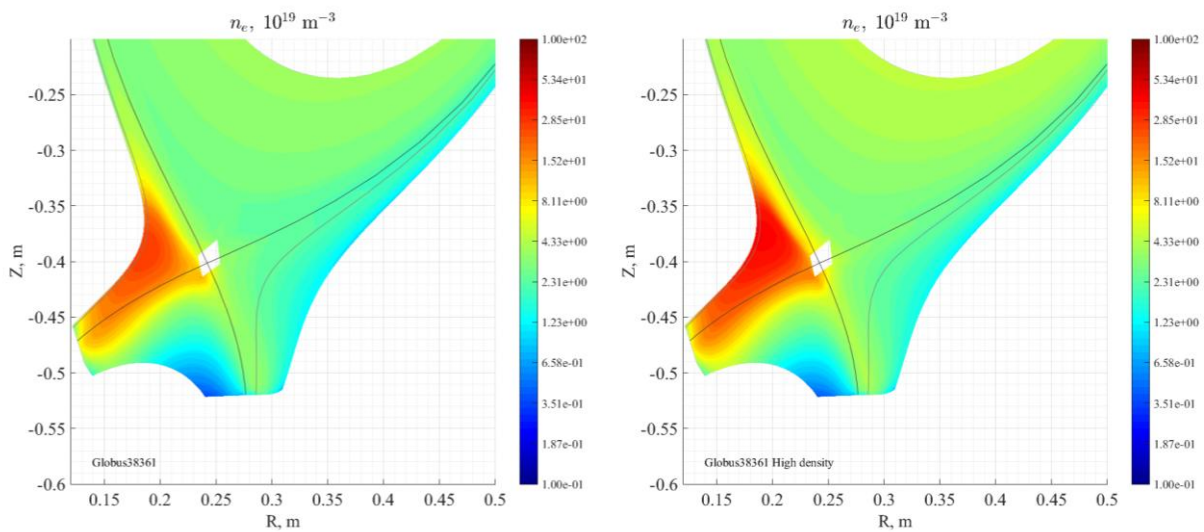 n_e, 10^19 m^−3
1.00e+02
5.34e+01
2.85e+01
1.52e+01
8.11e+00
4.33e+00
2.31e+00
1.23e+00
6.58e-01
3.51e-01
1.87e-01
1.00e-01
-0.25
-0.3
-0.35
-0.4
-0.45
-0.5
-0.55
-0.6
Z, m
Globus38361
0.15 0.2 0.25 0.3 0.35 0.4 0.45 0.5
R, m
n_e, 10^19 m^−3
1.00e+02
5.34e+01
2.85e+01
1.52e+01
8.11e+00
4.33e+00
2.31e+00
1.23e+00
6.58e-01
3.51e-01
1.87e-01
1.00e-01
-0.25
-0.3
-0.35
-0.4
-0.45
-0.5
-0.55
-0.6
Z, m
Globus38361 High density
0.15 0.2 0.25 0.3 0.35 0.4 0.45 0.5
R, m